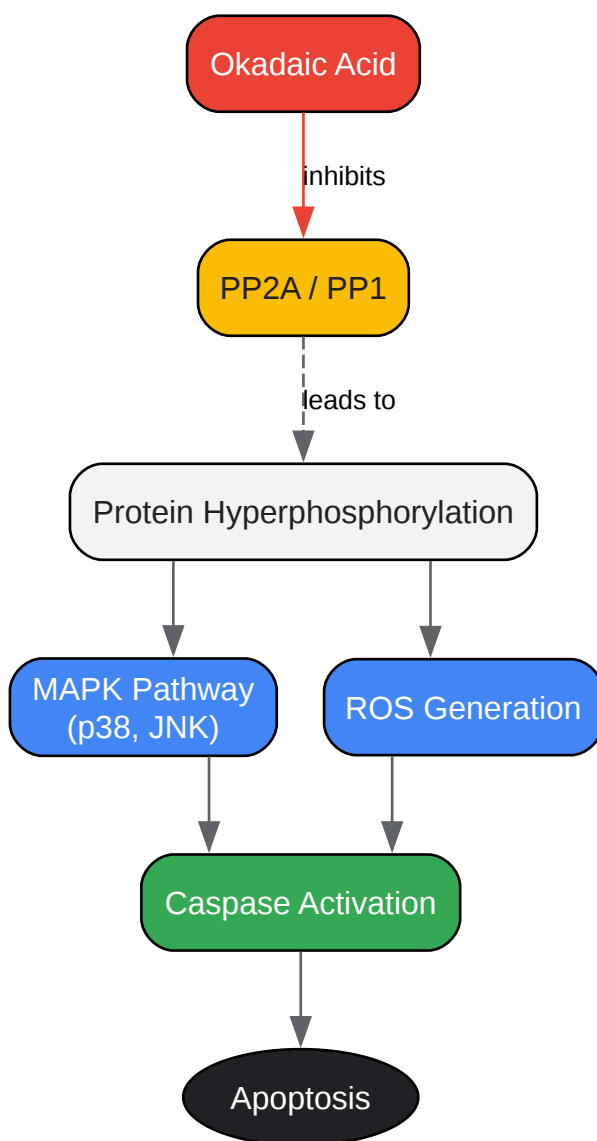 Okadaic Acid
inhibits
PP2A / PP1
leads to
Protein Hyperphosphorylation
MAPK Pathway
(p38, JNK)
ROS Generation
Caspase Activation
Apoptosis